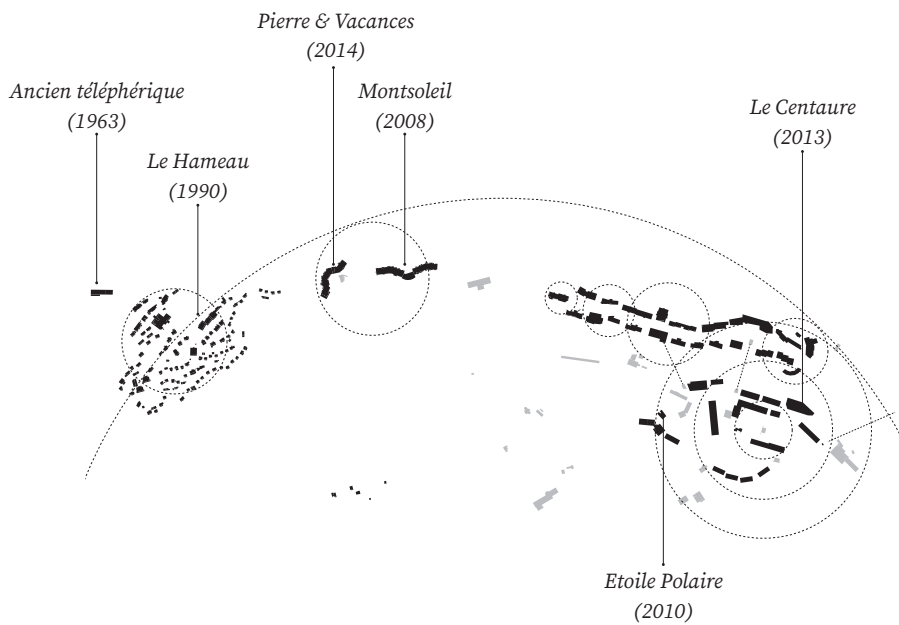 Pierre & Vacances
(2014)
Ancien téléphérique
(1963)
Montsoleil
(2008)
Le Centaure
(2013)
Le Hameau
(1990)
Etoile Polaire
(2010)